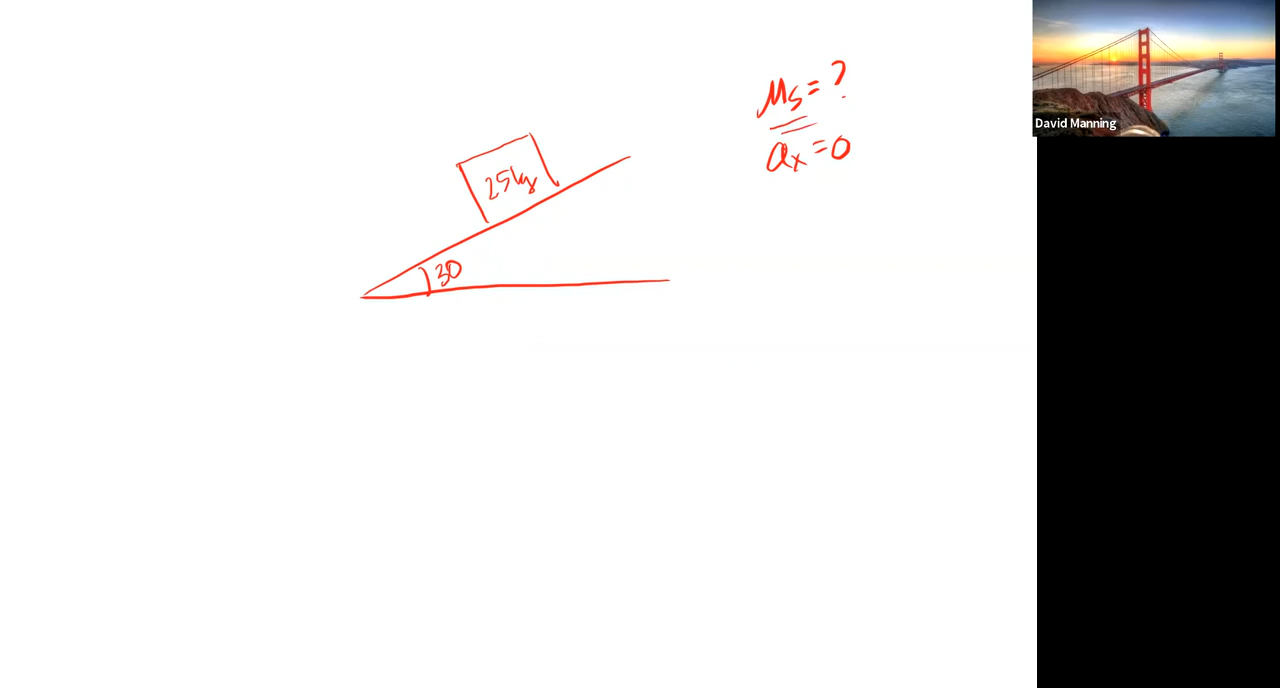 μs = ?
ax = 0
25kg
30
David Manning